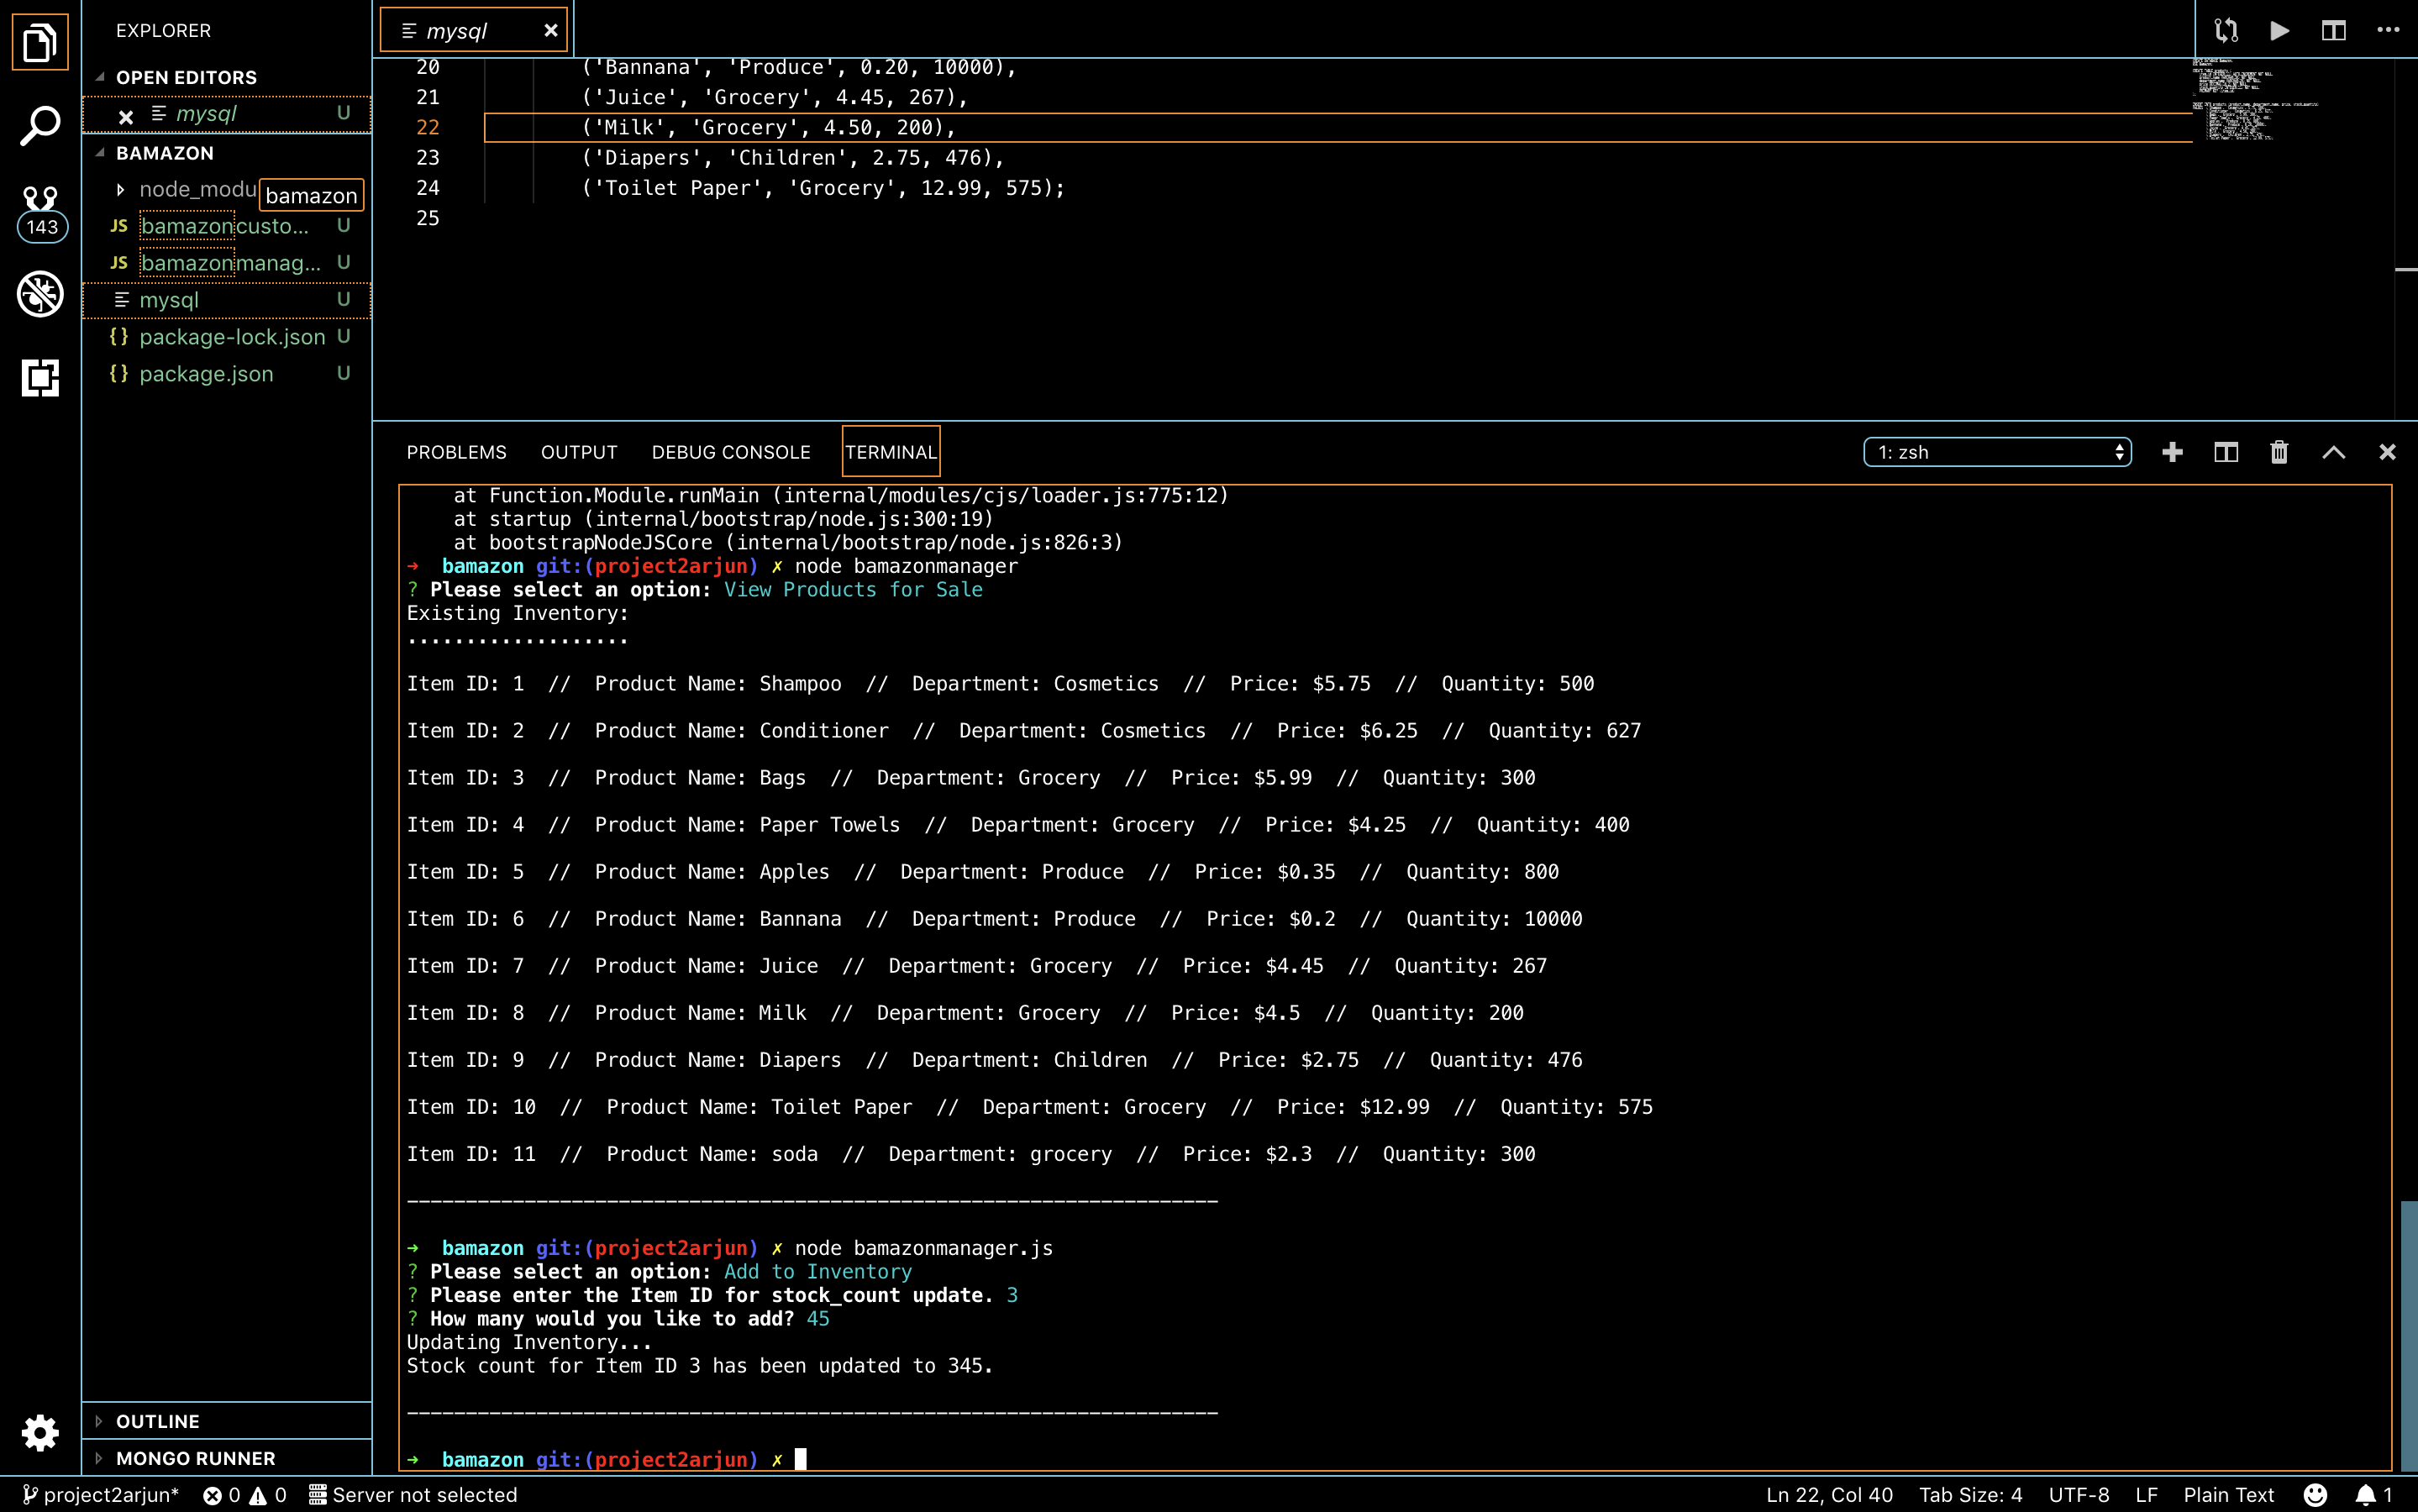 EXPLORER
OPEN EDITORS
mysql U
BAMAZON
node_modu
bamazon
JS bamazoncusto... U
JS bamazonmanag... U
mysql U
{} package-lock.json U
{} package.json U
143
OUTLINE
MONGO RUNNER
mysql
20 ('Bannana', 'Produce', 0.20, 10000),
21 ('Juice', 'Grocery', 4.45, 267),
22 ('Milk', 'Grocery', 4.50, 200),
23 ('Diapers', 'Children', 2.75, 476),
24 ('Toilet Paper', 'Grocery', 12.99, 575);
25
PROBLEMS OUTPUT DEBUG CONSOLE TERMINAL 1: zsh
at Function.Module.runMain (internal/modules/cjs/loader.js:775:12)
at startup (internal/bootstrap/node.js:300:19)
at bootstrapNodeJSCore (internal/bootstrap/node.js:826:3)
➜ bamazon git:(project2arjun) ✗ node bamazonmanager
? Please select an option: View Products for Sale
Existing Inventory:
...................
Item ID: 1 // Product Name: Shampoo // Department: Cosmetics // Price: $5.75 // Quantity: 500
Item ID: 2 // Product Name: Conditioner // Department: Cosmetics // Price: $6.25 // Quantity: 627
Item ID: 3 // Product Name: Bags // Department: Grocery // Price: $5.99 // Quantity: 300
Item ID: 4 // Product Name: Paper Towels // Department: Grocery // Price: $4.25 // Quantity: 400
Item ID: 5 // Product Name: Apples // Department: Produce // Price: $0.35 // Quantity: 800
Item ID: 6 // Product Name: Bannana // Department: Produce // Price: $0.2 // Quantity: 10000
Item ID: 7 // Product Name: Juice // Department: Grocery // Price: $4.45 // Quantity: 267
Item ID: 8 // Product Name: Milk // Department: Grocery // Price: $4.5 // Quantity: 200
Item ID: 9 // Product Name: Diapers // Department: Children // Price: $2.75 // Quantity: 476
Item ID: 10 // Product Name: Toilet Paper // Department: Grocery // Price: $12.99 // Quantity: 575
Item ID: 11 // Product Name: soda // Department: grocery // Price: $2.3 // Quantity: 300
---------------------------------------------------------------------
➜ bamazon git:(project2arjun) ✗ node bamazonmanager.js
? Please select an option: Add to Inventory
? Please enter the Item ID for stock_count update. 3
? How many would you like to add? 45
Updating Inventory...
Stock count for Item ID 3 has been updated to 345.
---------------------------------------------------------------------
➜ bamazon git:(project2arjun) ✗
project2arjun* 0 0 Server not selected Ln 22, Col 40 Tab Size: 4 UTF-8 LF Plain Text 1